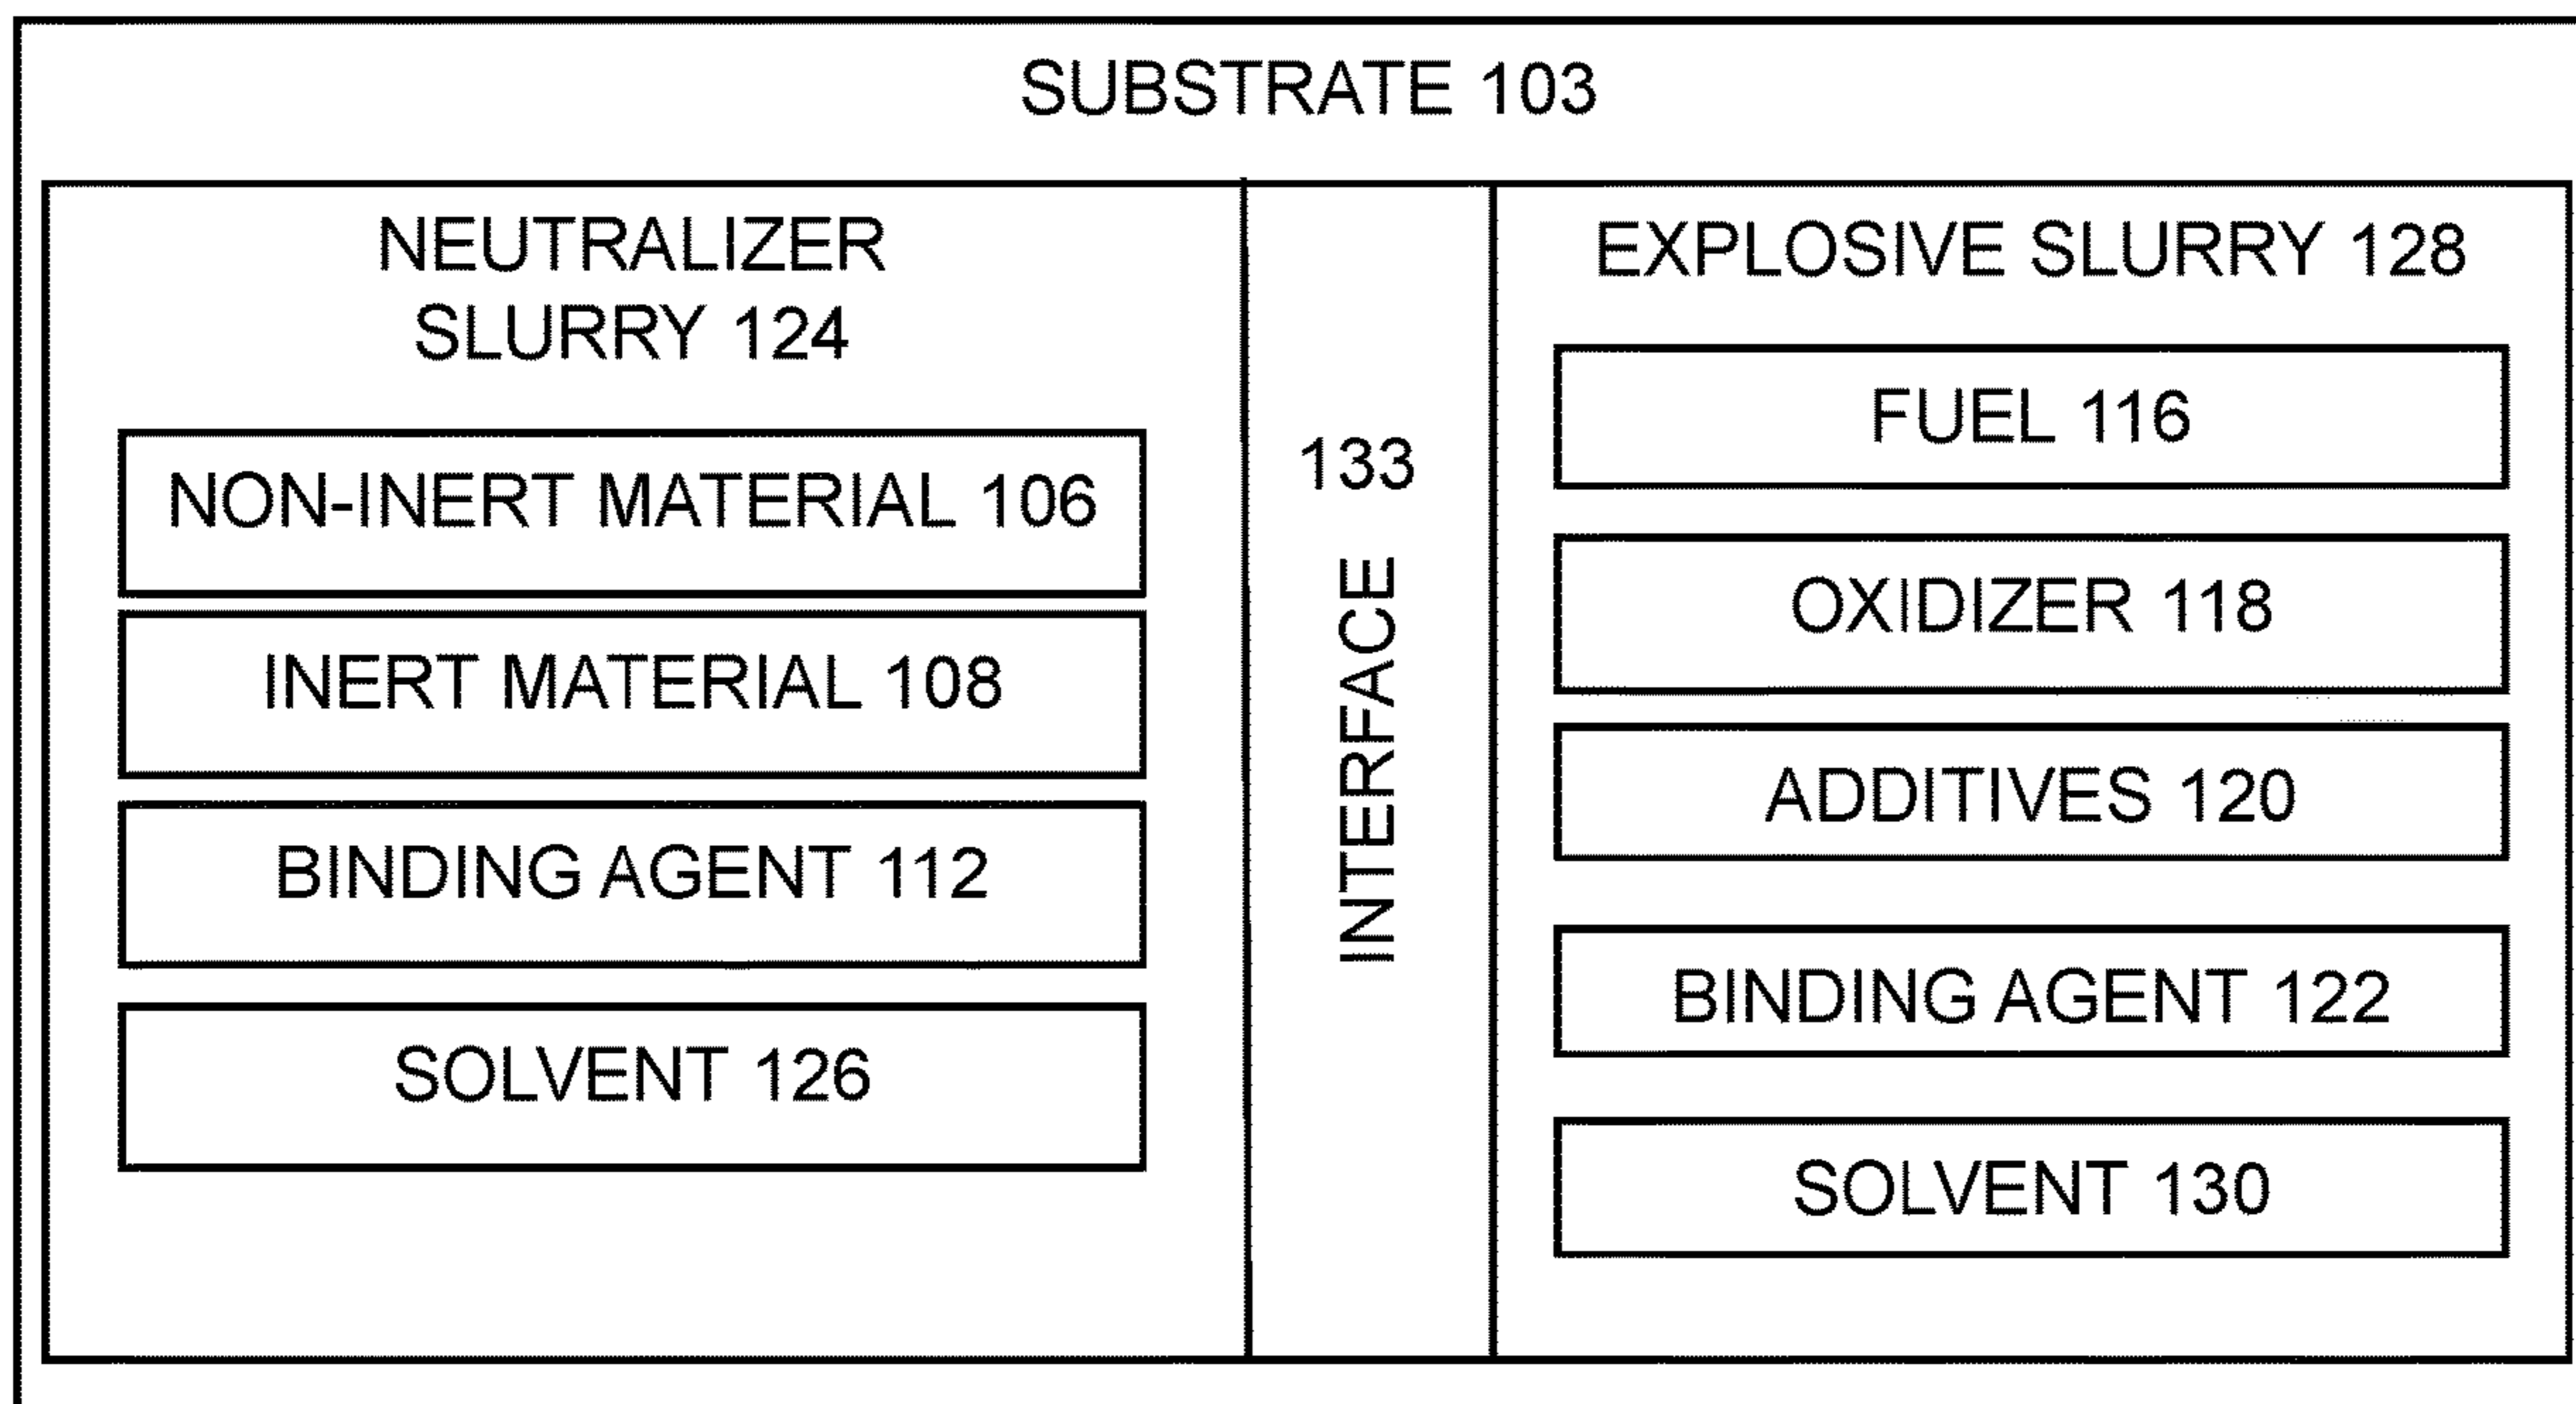 SUBSTRATE 103
NEUTRALIZER
SLURRY 124
NON-INERT MATERIAL 106
INERT MATERIAL 108
BINDING AGENT 112
SOLVENT 126
INTERFACE 133
EXPLOSIVE SLURRY 128
FUEL 116
OXIDIZER 118
ADDITIVES 120
BINDING AGENT 122
SOLVENT 130